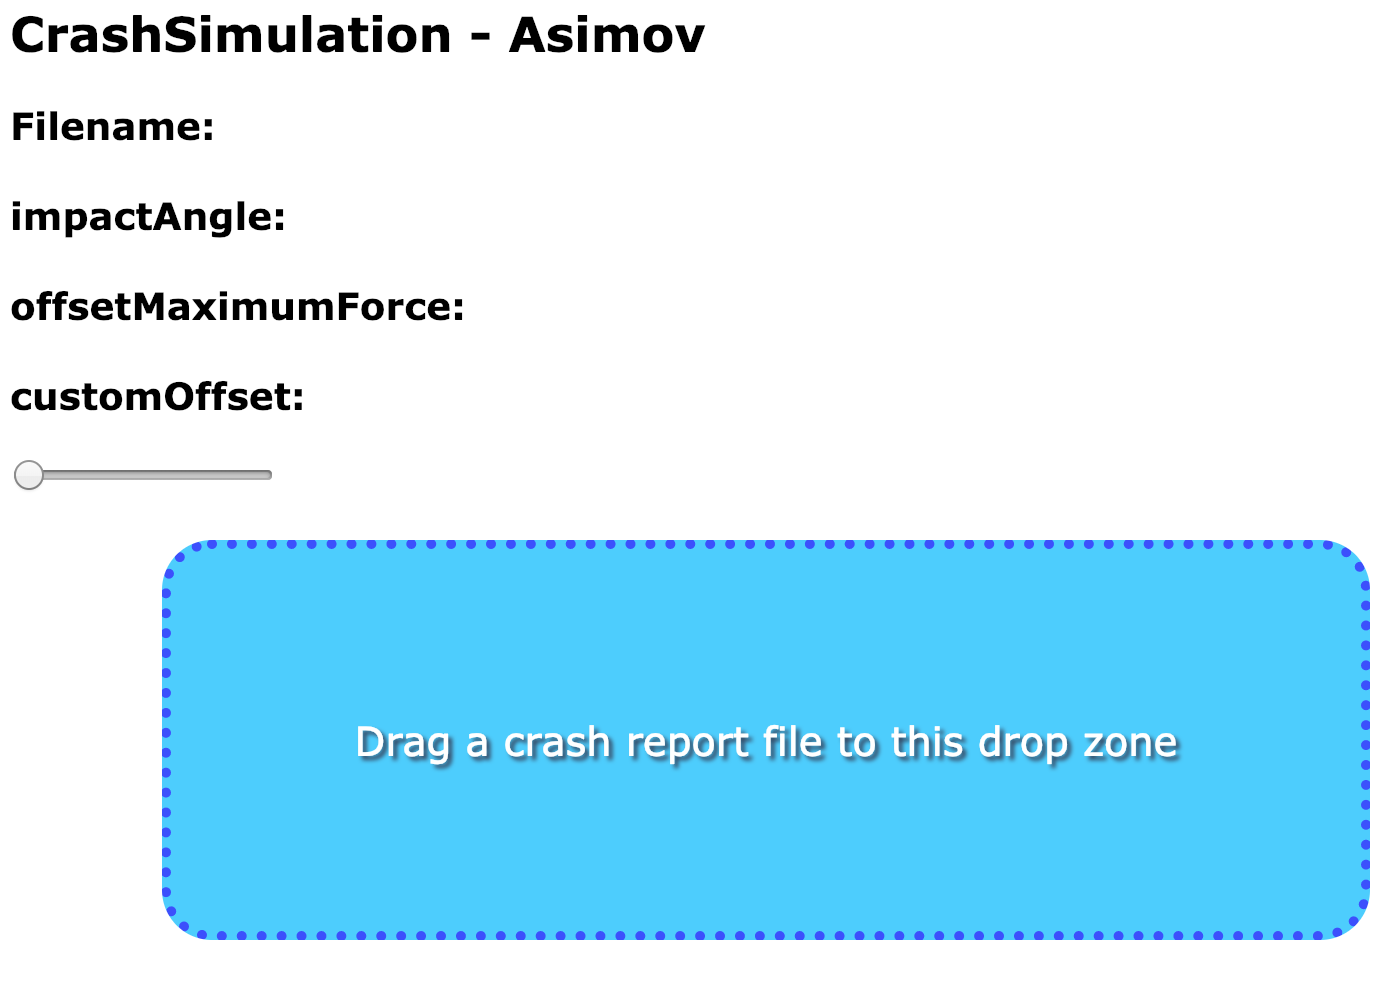 CrashSimulation - Asimov
Filename:
impactAngle:
offsetMaximumForce:
customOffset:
Drag a crash report file to this drop zone